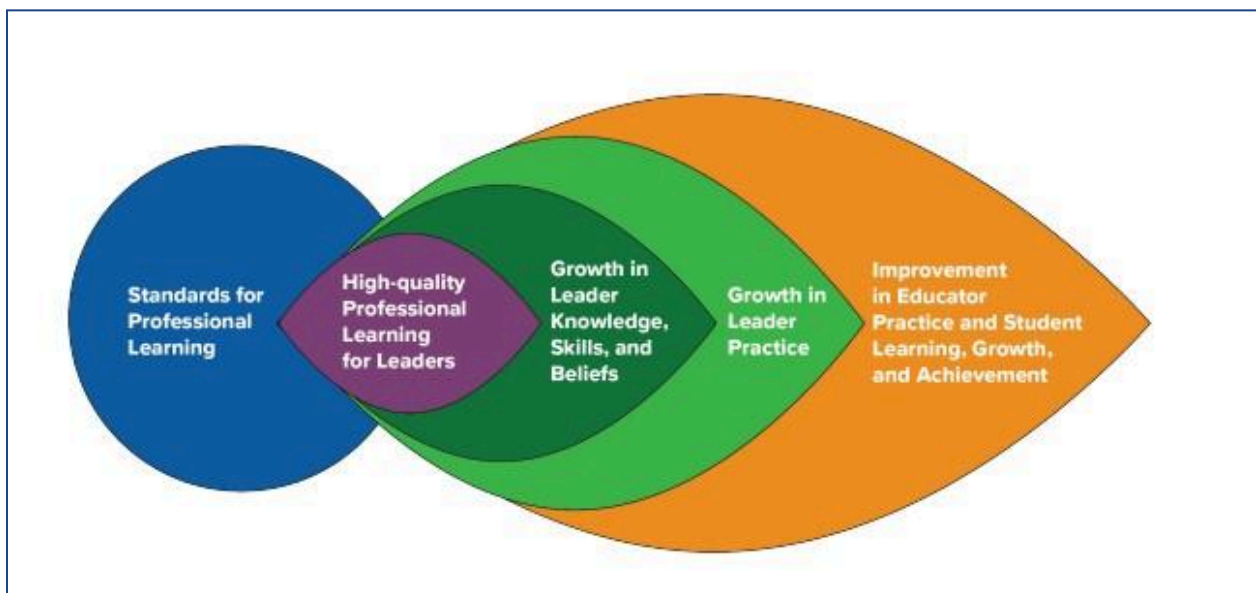 Standards for
Professional
Learning
High-quality
Professional
Learning
for Leaders
Growth in
Leader
Knowledge,
Skills, and
Beliefs
Growth in
Leader
Practice
Improvement
in Educator
Practice and Student
Learning, Growth,
and Achievement